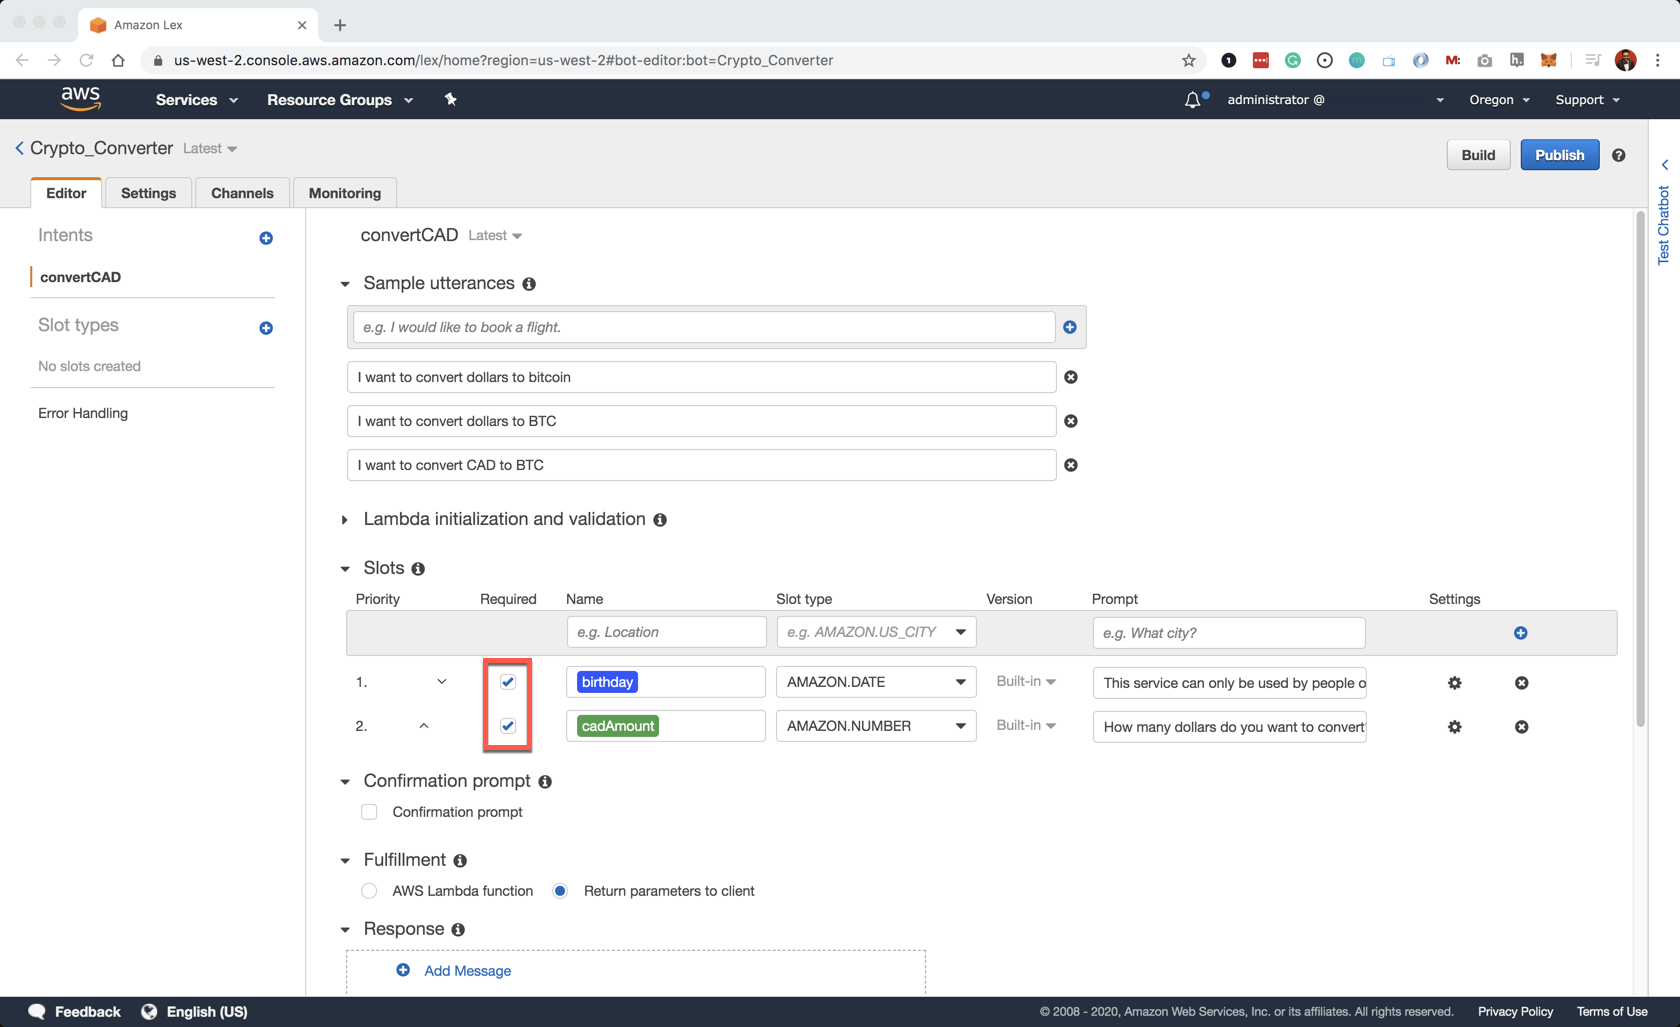 Amazon Lex
us-west-2.console.aws.amazon.com/lex/home?region=us-west-2#bot-editor:bot=Crypto_Converter
aws Services Resource Groups administrator @ Oregon Support
Crypto_Converter Latest Build Publish
Editor Settings Channels Monitoring
Test Chatbot
Intents
convertCAD
Slot types
No slots created
Error Handling
convertCAD Latest
Sample utterances
e.g. I would like to book a flight.
I want to convert dollars to bitcoin
I want to convert dollars to BTC
I want to convert CAD to BTC
Lambda initialization and validation
Slots
Priority Required Name Slot type Version Prompt Settings
e.g. Location e.g. AMAZON.US_CITY e.g. What city?
1. birthday AMAZON.DATE Built-in This service can only be used by people o
2. cadAmount AMAZON.NUMBER Built-in How many dollars do you want to convert
Confirmation prompt
Confirmation prompt
Fulfillment
AWS Lambda function Return parameters to client
Response
Add Message
Feedback English (US) © 2008 - 2020, Amazon Web Services, Inc. or its affiliates. All rights reserved. Privacy Policy Terms of Use